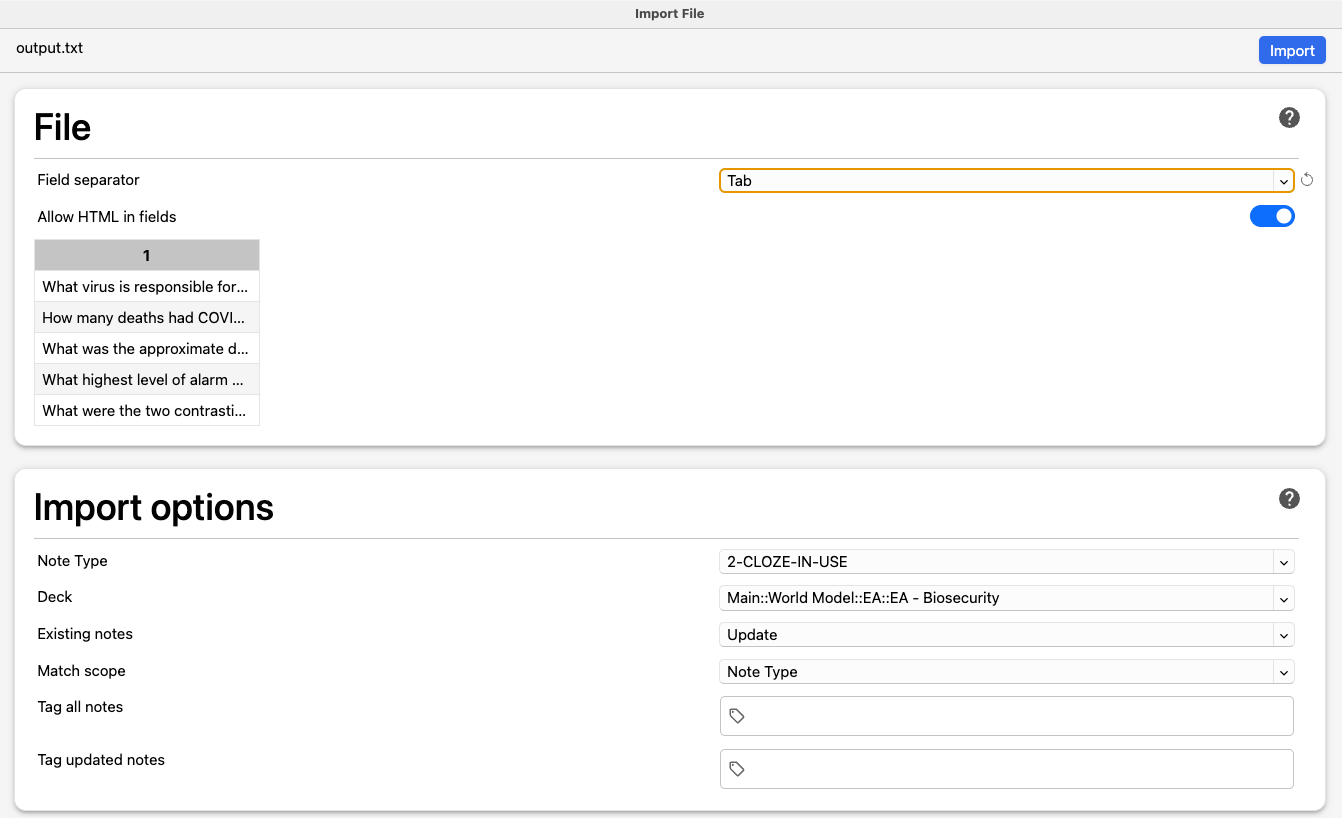 Import File
output.txt
Import
File
?
Field separator
Tab
Allow HTML in fields
1
What virus is responsible for...
How many deaths had COVI...
What was the approximate d...
What highest level of alarm ...
What were the two contrasti...
Import options
?
Note Type
2-CLOZE-IN-USE
Deck
Main::World Model::EA::EA - Biosecurity
Existing notes
Update
Match scope
Note Type
Tag all notes
Tag updated notes